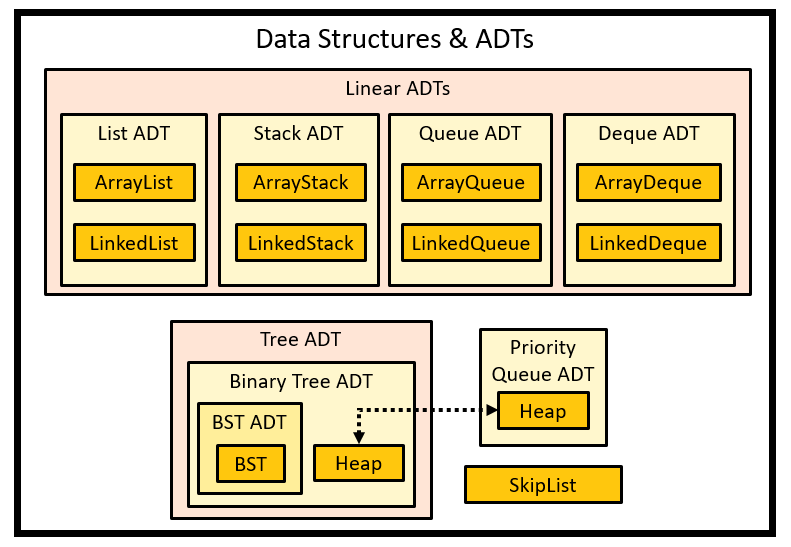 Data Structures & ADTs
Linear ADTs
List ADT
ArrayList
LinkedList
Stack ADT
ArrayStack
LinkedStack
Queue ADT
ArrayQueue
LinkedQueue
Deque ADT
ArrayDeque
LinkedDeque
Tree ADT
Binary Tree ADT
BST ADT
BST
Heap
Priority
Queue ADT
Heap
SkipList